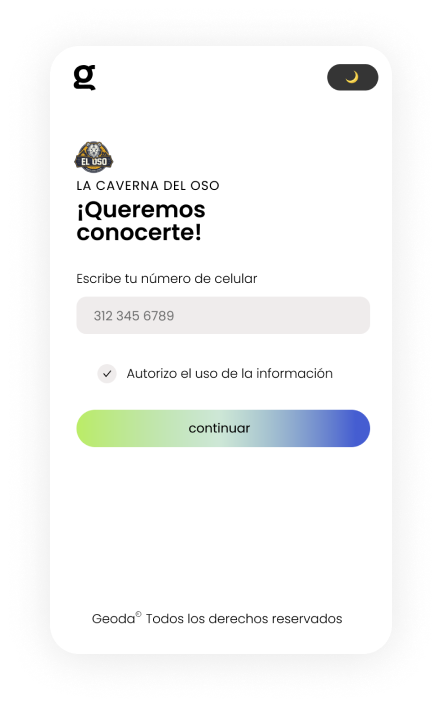 g
EL OSO
LA CAVERNA DEL OSO
¡Queremos
conocerte!
Escribe tu número de celular
312 345 6789
Autorizo el uso de la información
continuar
Geoda© Todos los derechos reservados